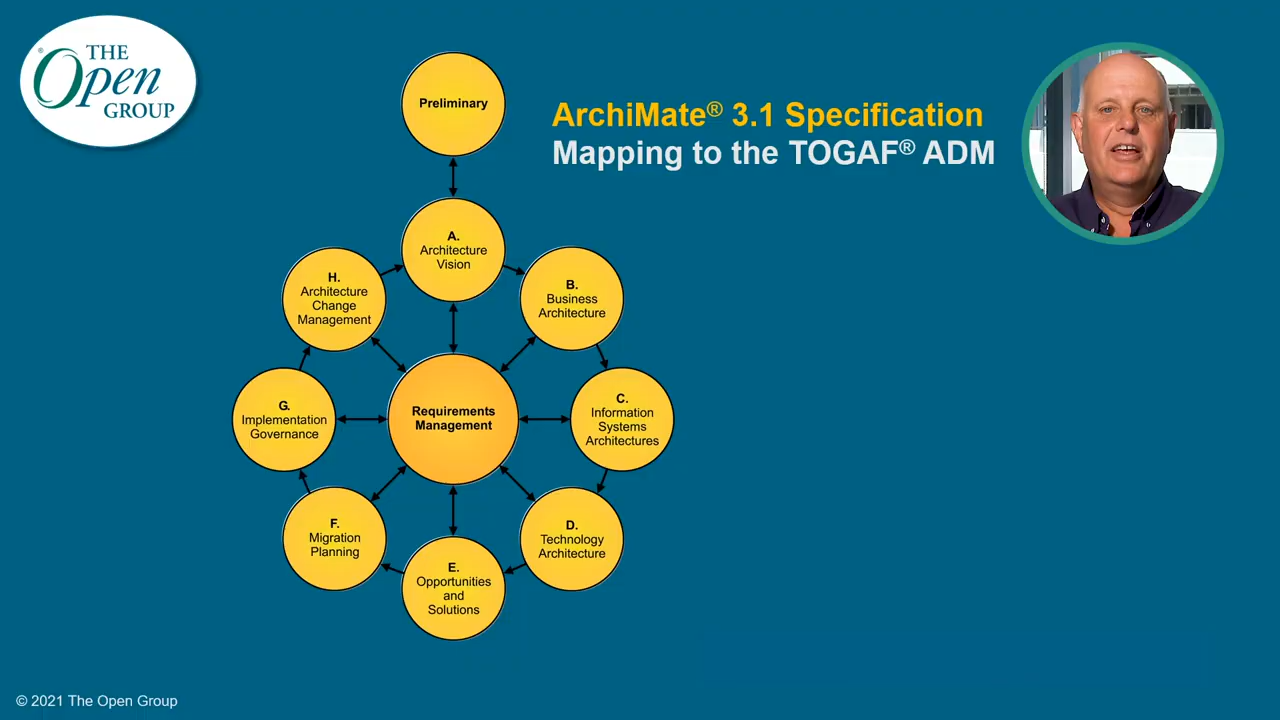 THE
Open
GROUP
®
ArchiMate® 3.1 Specification
Mapping to the TOGAF® ADM
Preliminary
A.
Architecture
Vision
B.
Business
Architecture
C.
Information
Systems
Architectures
D.
Technology
Architecture
E.
Opportunities
and
Solutions
F.
Migration
Planning
G.
Implementation
Governance
H.
Architecture
Change
Management
Requirements
Management
© 2021 The Open Group